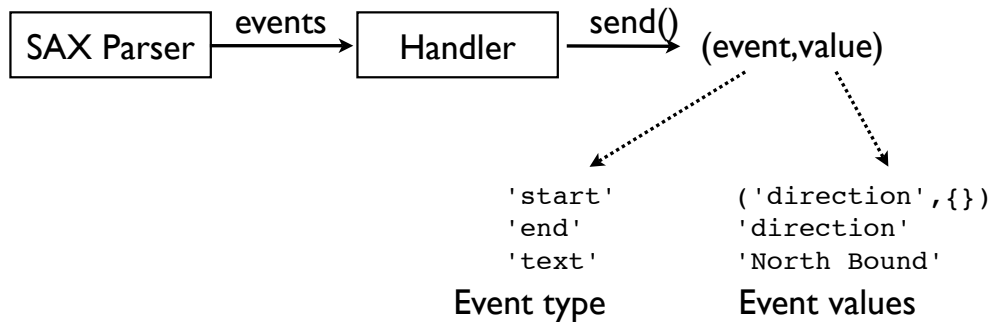 events
send()
SAX Parser
Handler
(event,value)
'start' ('direction',{})
'end' 'direction'
'text' 'North Bound'
Event type Event values